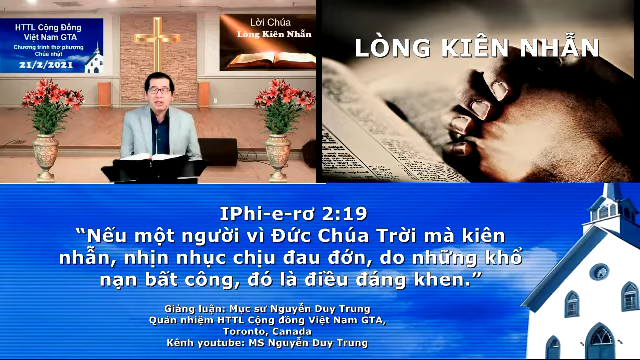 HTTL Cộng Đồng
Việt Nam GTA
Chương trình thờ phượng
Chúa nhật
21/2/2021
Lời Chúa
Lòng Kiên Nhẫn
LÒNG KIÊN NHẪN
IPhi-e-rơ 2:19
“Nếu một người vì Đức Chúa Trời mà kiên
nhẫn, nhịn nhục chịu đau đớn, do những khổ
nạn bất công, đó là điều đáng khen.”
Giảng luận: Mục sư Nguyễn Duy Trung
Quản nhiệm HTTL Cộng đồng Việt Nam GTA,
Toronto, Canada
Kênh youtube: MS Nguyễn Duy Trung